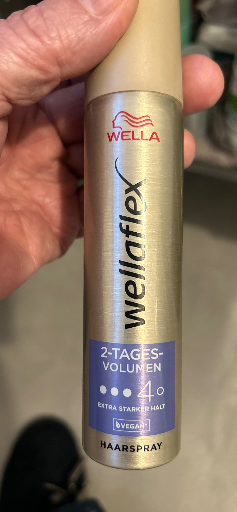 WELLA
wellaflex
2-TAGES-
VOLUMEN
4
EXTRA STARKER HALT
VEGAN*
HAARSPRAY